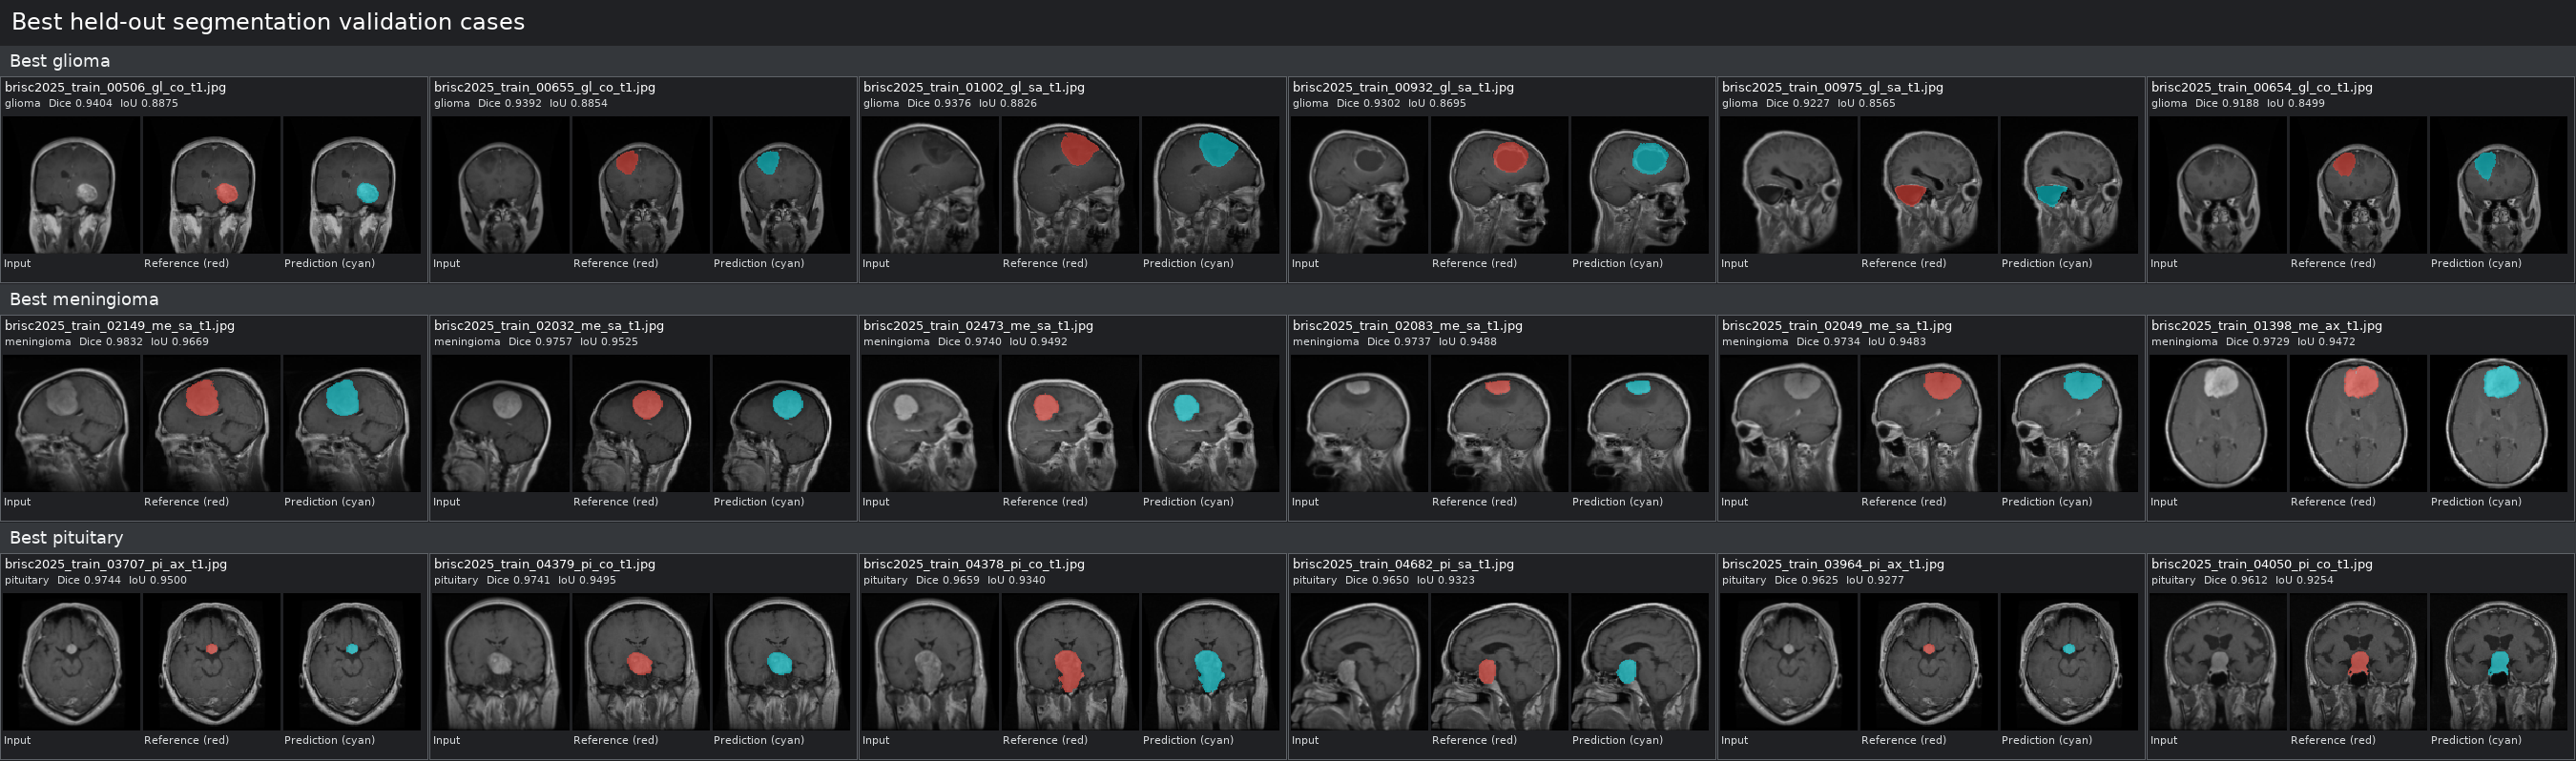 Best held-out segmentation validation cases
Best glioma
brisc2025_train_00506_gl_co_t1.jpg
glioma Dice 0.9404 IoU 0.8875
Input Reference (red) Prediction (cyan)
brisc2025_train_00655_gl_co_t1.jpg
glioma Dice 0.9392 IoU 0.8854
Input Reference (red) Prediction (cyan)
brisc2025_train_01002_gl_sa_t1.jpg
glioma Dice 0.9376 IoU 0.8826
Input Reference (red) Prediction (cyan)
brisc2025_train_00932_gl_sa_t1.jpg
glioma Dice 0.9302 IoU 0.8695
Input Reference (red) Prediction (cyan)
brisc2025_train_00975_gl_sa_t1.jpg
glioma Dice 0.9227 IoU 0.8565
Input Reference (red) Prediction (cyan)
brisc2025_train_00654_gl_co_t1.jpg
glioma Dice 0.9188 IoU 0.8499
Input Reference (red) Prediction (cyan)
Best meningioma
brisc2025_train_02149_me_sa_t1.jpg
meningioma Dice 0.9832 IoU 0.9669
Input Reference (red) Prediction (cyan)
brisc2025_train_02032_me_sa_t1.jpg
meningioma Dice 0.9757 IoU 0.9525
Input Reference (red) Prediction (cyan)
brisc2025_train_02473_me_sa_t1.jpg
meningioma Dice 0.9740 IoU 0.9492
Input Reference (red) Prediction (cyan)
brisc2025_train_02083_me_sa_t1.jpg
meningioma Dice 0.9737 IoU 0.9488
Input Reference (red) Prediction (cyan)
brisc2025_train_02049_me_sa_t1.jpg
meningioma Dice 0.9734 IoU 0.9483
Input Reference (red) Prediction (cyan)
brisc2025_train_01398_me_ax_t1.jpg
meningioma Dice 0.9729 IoU 0.9472
Input Reference (red) Prediction (cyan)
Best pituitary
brisc2025_train_03707_pi_ax_t1.jpg
pituitary Dice 0.9744 IoU 0.9500
Input Reference (red) Prediction (cyan)
brisc2025_train_04379_pi_co_t1.jpg
pituitary Dice 0.9741 IoU 0.9495
Input Reference (red) Prediction (cyan)
brisc2025_train_04378_pi_co_t1.jpg
pituitary Dice 0.9659 IoU 0.9340
Input Reference (red) Prediction (cyan)
brisc2025_train_04682_pi_sa_t1.jpg
pituitary Dice 0.9650 IoU 0.9323
Input Reference (red) Prediction (cyan)
brisc2025_train_03964_pi_ax_t1.jpg
pituitary Dice 0.9625 IoU 0.9277
Input Reference (red) Prediction (cyan)
brisc2025_train_04050_pi_co_t1.jpg
pituitary Dice 0.9612 IoU 0.9254
Input Reference (red) Prediction (cyan)